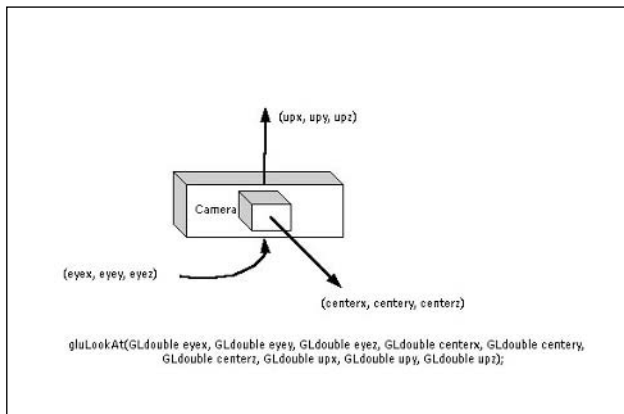 (upx, upy, upz)
Camera
(eyex, eyey, eyez)
(centerx, centery, centerz)
gluLookAt(GLdouble eyex, GLdouble eyey, GLdouble eyez, GLdouble centerx, GLdouble centery,
GLdouble centerz, GLdouble upx, GLdouble upy, GLdouble upz);